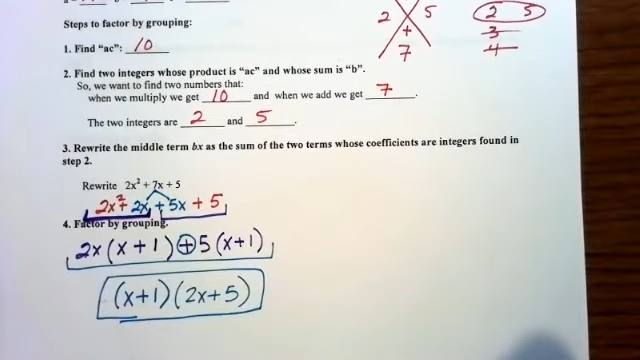 Steps to factor by grouping:
2 5
2 5
1. Find "ac": 10
+
3
7
4
2. Find two integers whose product is "ac" and whose sum is "b".
So, we want to find two numbers that:
when we multiply we get 10 and when we add we get 7.
The two integers are 2 and 5.
3. Rewrite the middle term bx as the sum of the two terms whose coefficients are integers found in
step 2.
Rewrite 2x² + 7x + 5
2x² + 2x + 5x + 5
4. Factor by grouping.
2x(x+1) + 5(x+1)
(x+1)(2x+5)